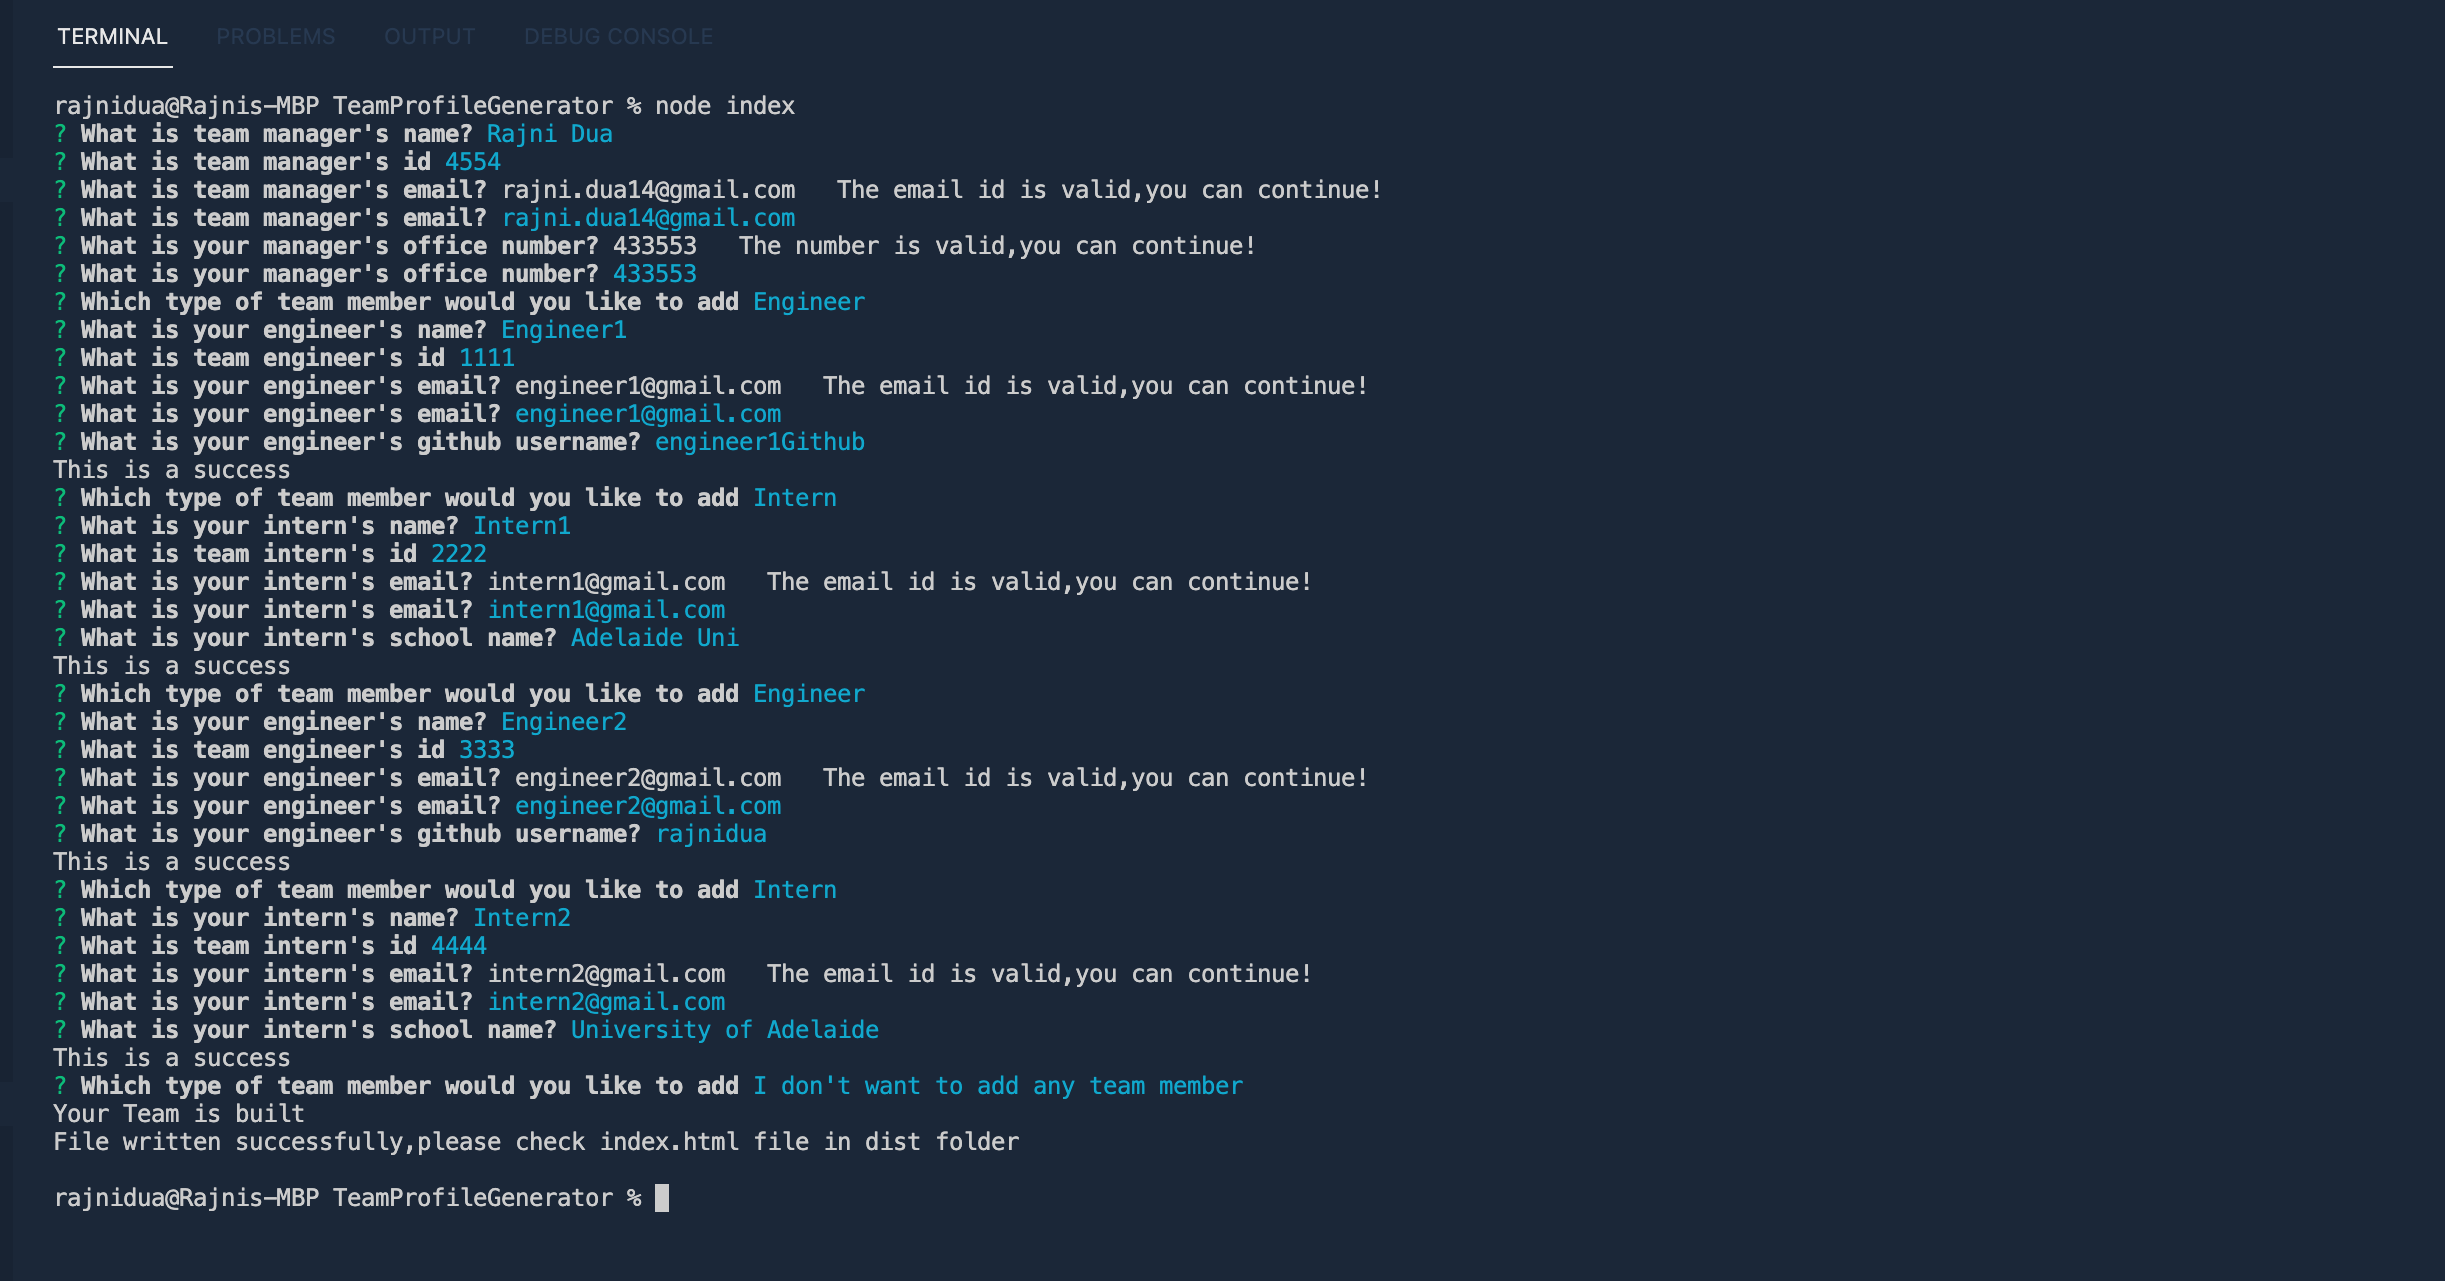 TERMINAL PROBLEMS OUTPUT DEBUG CONSOLE
rajnidua@Rajnis-MBP TeamProfileGenerator % node index
? What is team manager's name? Rajni Dua
? What is team manager's id 4554
? What is team manager's email? rajni.dua14@gmail.com   The email id is valid,you can continue!
? What is team manager's email? rajni.dua14@gmail.com
? What is your manager's office number? 433553   The number is valid,you can continue!
? What is your manager's office number? 433553
? Which type of team member would you like to add Engineer
? What is your engineer's name? Engineer1
? What is team engineer's id 1111
? What is your engineer's email? engineer1@gmail.com   The email id is valid,you can continue!
? What is your engineer's email? engineer1@gmail.com
? What is your engineer's github username? engineer1Github
This is a success
? Which type of team member would you like to add Intern
? What is your intern's name? Intern1
? What is team intern's id 2222
? What is your intern's email? intern1@gmail.com   The email id is valid,you can continue!
? What is your intern's email? intern1@gmail.com
? What is your intern's school name? Adelaide Uni
This is a success
? Which type of team member would you like to add Engineer
? What is your engineer's name? Engineer2
? What is team engineer's id 3333
? What is your engineer's email? engineer2@gmail.com   The email id is valid,you can continue!
? What is your engineer's email? engineer2@gmail.com
? What is your engineer's github username? rajnidua
This is a success
? Which type of team member would you like to add Intern
? What is your intern's name? Intern2
? What is team intern's id 4444
? What is your intern's email? intern2@gmail.com   The email id is valid,you can continue!
? What is your intern's email? intern2@gmail.com
? What is your intern's school name? University of Adelaide
This is a success
? Which type of team member would you like to add I don't want to add any team member
Your Team is built
File written successfully,please check index.html file in dist folder
rajnidua@Rajnis-MBP TeamProfileGenerator %